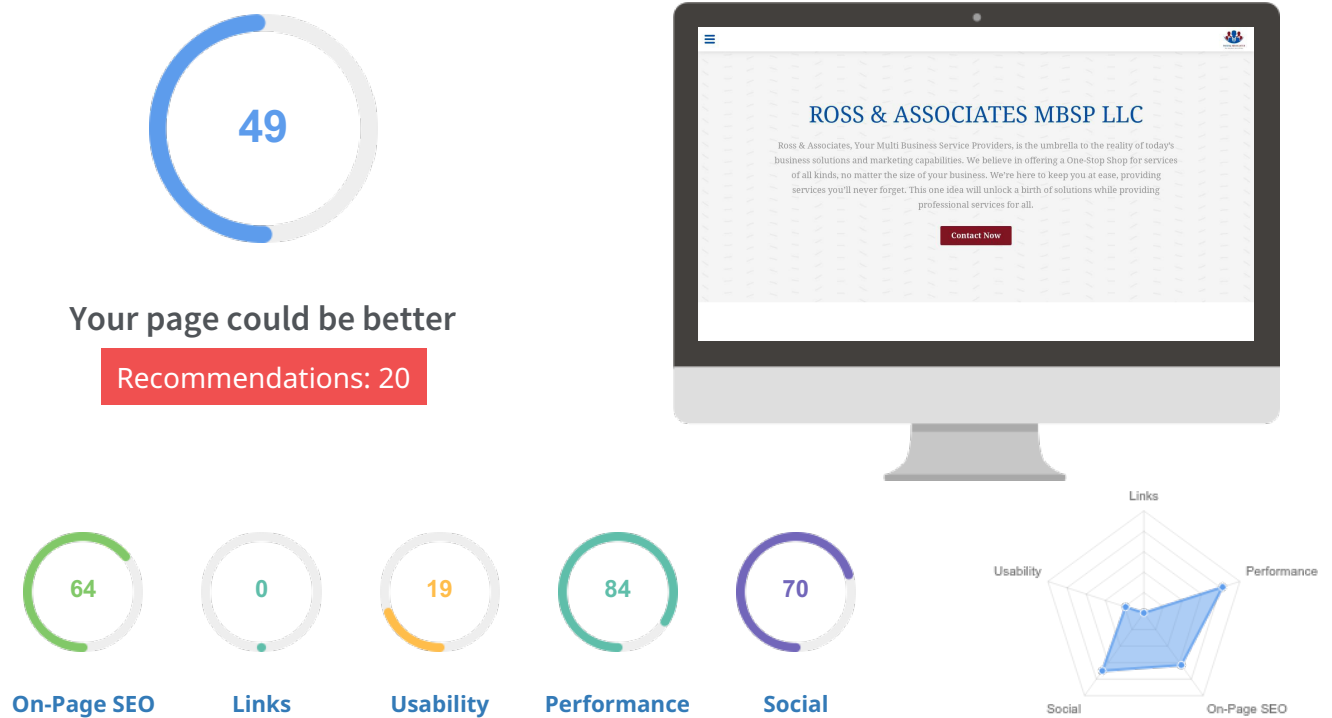 49
Your page could be better
Recommendations: 20
ROSS & ASSOCIATES MBSP LLC
Ross & Associates, Your Multi Business Service Providers, is the umbrella to the reality of today's
business solutions and marketing capabilities. We believe in offering a One-Stop Shop for services
of all kinds, no matter the size of your business. We're here to keep you at ease, providing
services you'll never forget. This one idea will unlock a birth of solutions while providing
professional services for all.
Contact Now
64
0
19
84
70
On-Page SEO
Links
Usability
Performance
Social
Links
Usability
Performance
Social
On-Page SEO